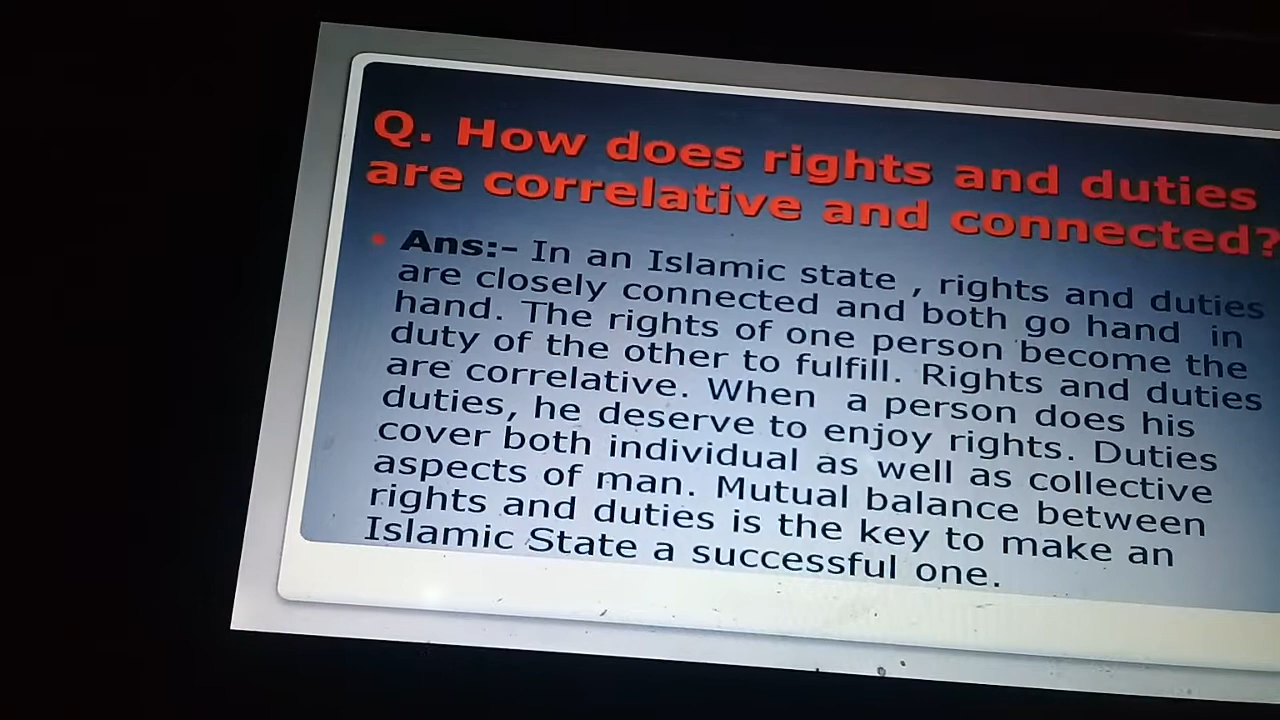 Q. How does rights and duties
are correlative and connected?
Ans:- In an Islamic state , rights and duties
are closely connected and both go hand in
hand. The rights of one person become the
duty of the other to fulfill. Rights and duties
are correlative. When a person does his
duties, he deserve to enjoy rights. Duties
cover both individual as well as collective
aspects of man. Mutual balance between
rights and duties is the key to make an
Islamic State a successful one.